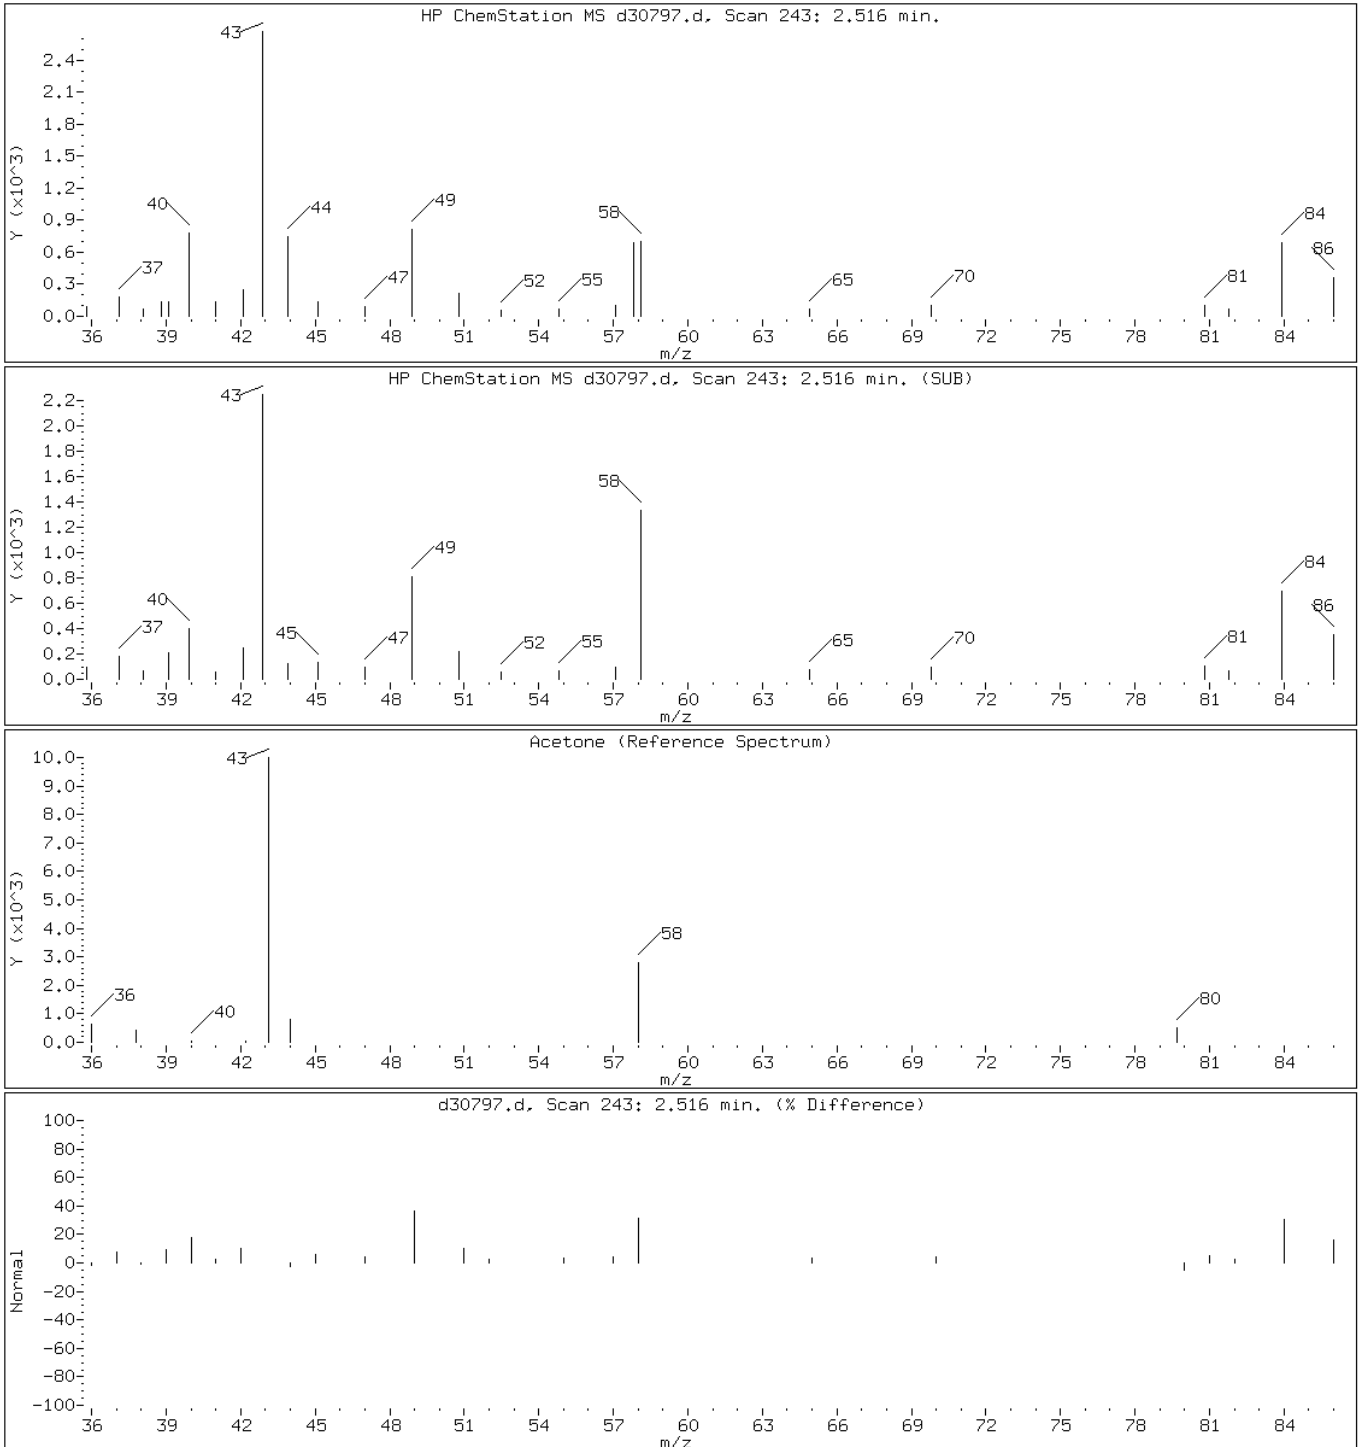 HP ChemStation MS d30797.d, Scan 243: 2.516 min.
43
2.4
2.1
1.8
1.5
1.2
0.9
0.6
0.3
0.0
Y (x10^3)
40 44 49 58 84
37 47 52 55 65 70 81 86
36 39 42 45 48 51 54 57 60 63 66 69 72 75 78 81 84
m/z
HP ChemStation MS d30797.d, Scan 243: 2.516 min. (SUB)
43
2.2
2.0
1.8
1.6
1.4
1.2
1.0
0.8
0.6
0.4
0.2
0.0
Y (x10^3)
58
49 84
40 86
37 45 47 52 55 65 70 81
36 39 42 45 48 51 54 57 60 63 66 69 72 75 78 81 84
m/z
Acetone (Reference Spectrum)
43
10.0
9.0
8.0
7.0
6.0
5.0
4.0
3.0
2.0
1.0
0.0
Y (x10^3)
58
36 40 80
36 39 42 45 48 51 54 57 60 63 66 69 72 75 78 81 84
m/z
d30797.d, Scan 243: 2.516 min. (% Difference)
100
80
60
40
20
0
-20
-40
-60
-80
-100
Normal
36 39 42 45 48 51 54 57 60 63 66 69 72 75 78 81 84
m/z